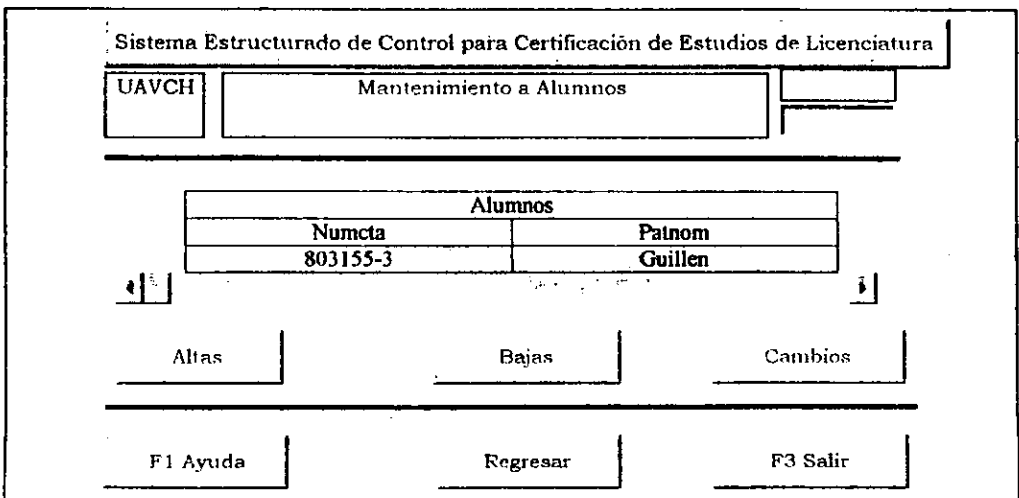 Sistema Estructurado de Control para Certificación de Estudios de Licenciatura
UAVCH Mantenimiento a Alumnos
Alumnos
Numcta Patnom
803155-3 Guillen
Altas Bajas Cambios
F1 Ayuda Regresar F3 Salir